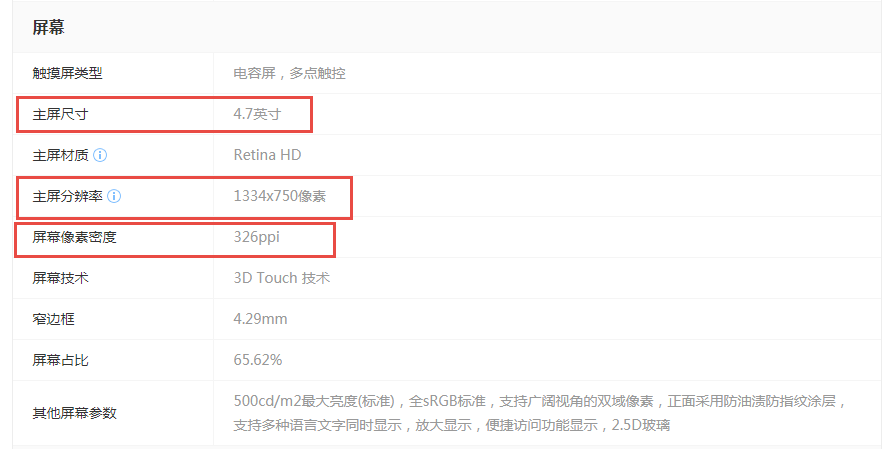 屏幕
触摸屏类型 电容屏，多点触控
主屏尺寸 4.7英寸
主屏材质 Retina HD
主屏分辨率 1334x750像素
屏幕像素密度 326ppi
屏幕技术 3D Touch 技术
窄边框 4.29mm
屏幕占比 65.62%
其他屏幕参数 500cd/m2最大亮度(标准)，全sRGB标准，支持广阔视角的双域像素，正面采用防油渍防指纹涂层，
支持多种语言文字同时显示，放大显示，便捷访问功能显示，2.5D玻璃